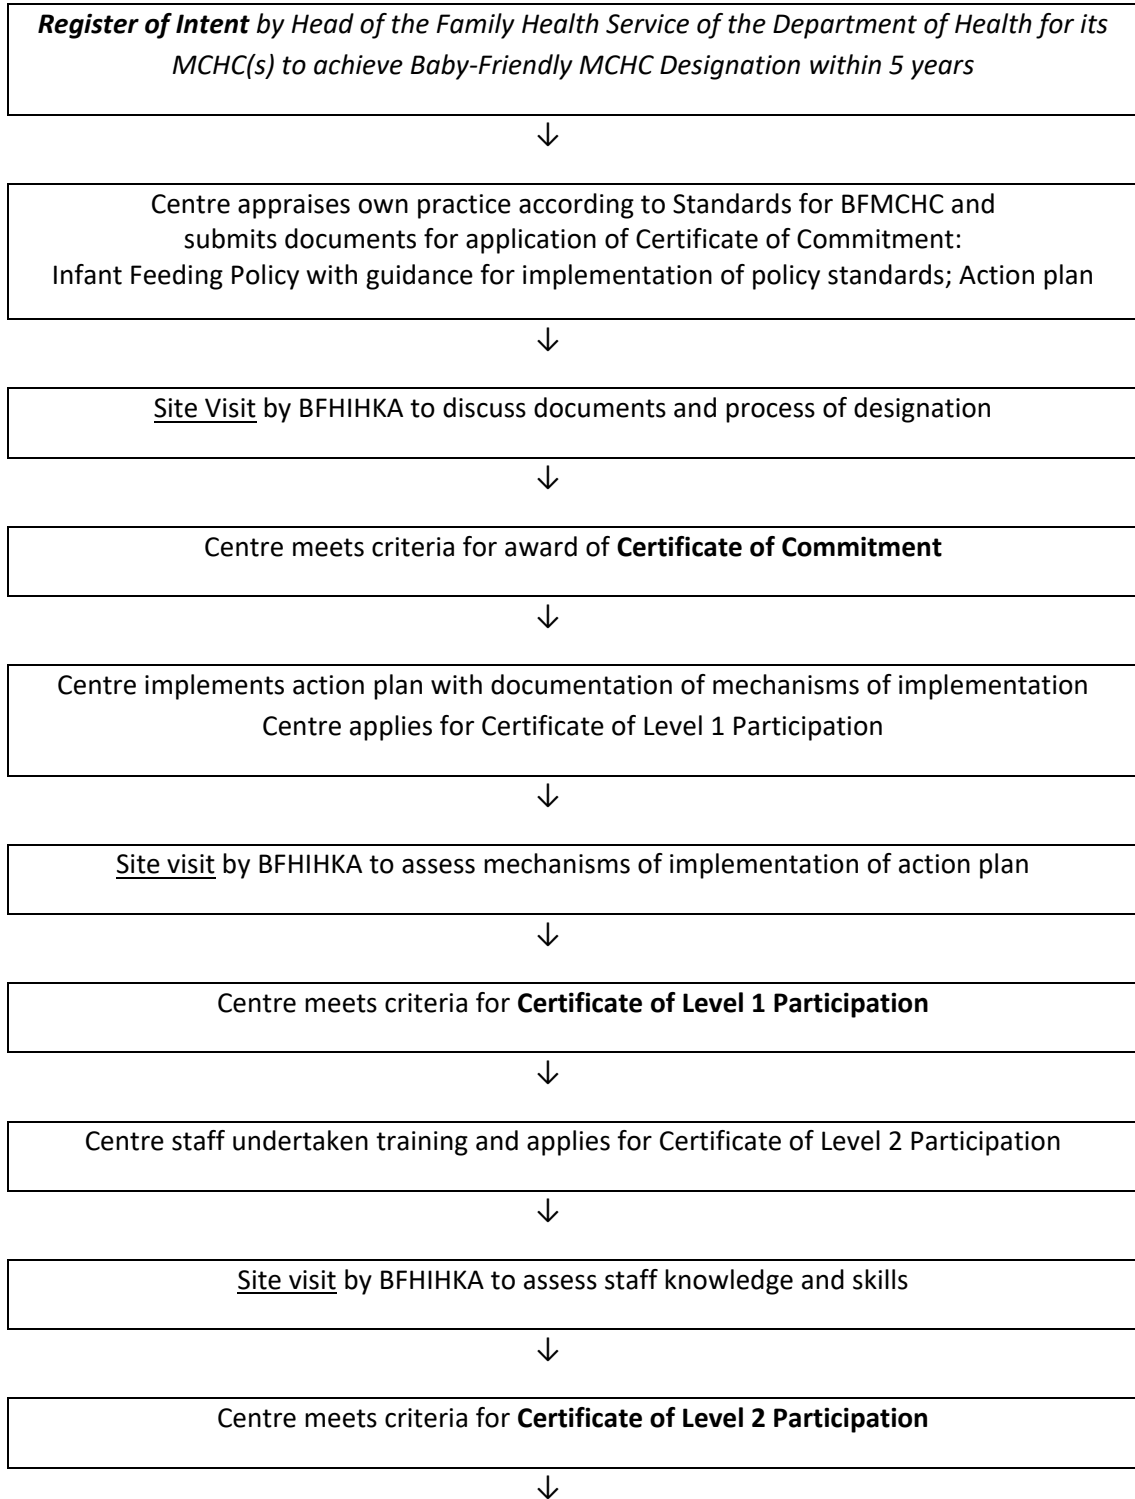 Register of Intent by Head of the Family Health Service of the Department of Health for its
MCHC(s) to achieve Baby-Friendly MCHC Designation within 5 years
↓
Centre appraises own practice according to Standards for BFMCHC and
submits documents for application of Certificate of Commitment:
Infant Feeding Policy with guidance for implementation of policy standards; Action plan
↓
Site Visit by BFHIHKA to discuss documents and process of designation
↓
Centre meets criteria for award of Certificate of Commitment
↓
Centre implements action plan with documentation of mechanisms of implementation
Centre applies for Certificate of Level 1 Participation
↓
Site visit by BFHIHKA to assess mechanisms of implementation of action plan
↓
Centre meets criteria for Certificate of Level 1 Participation
↓
Centre staff undertaken training and applies for Certificate of Level 2 Participation
↓
Site visit by BFHIHKA to assess staff knowledge and skills
↓
Centre meets criteria for Certificate of Level 2 Participation
↓